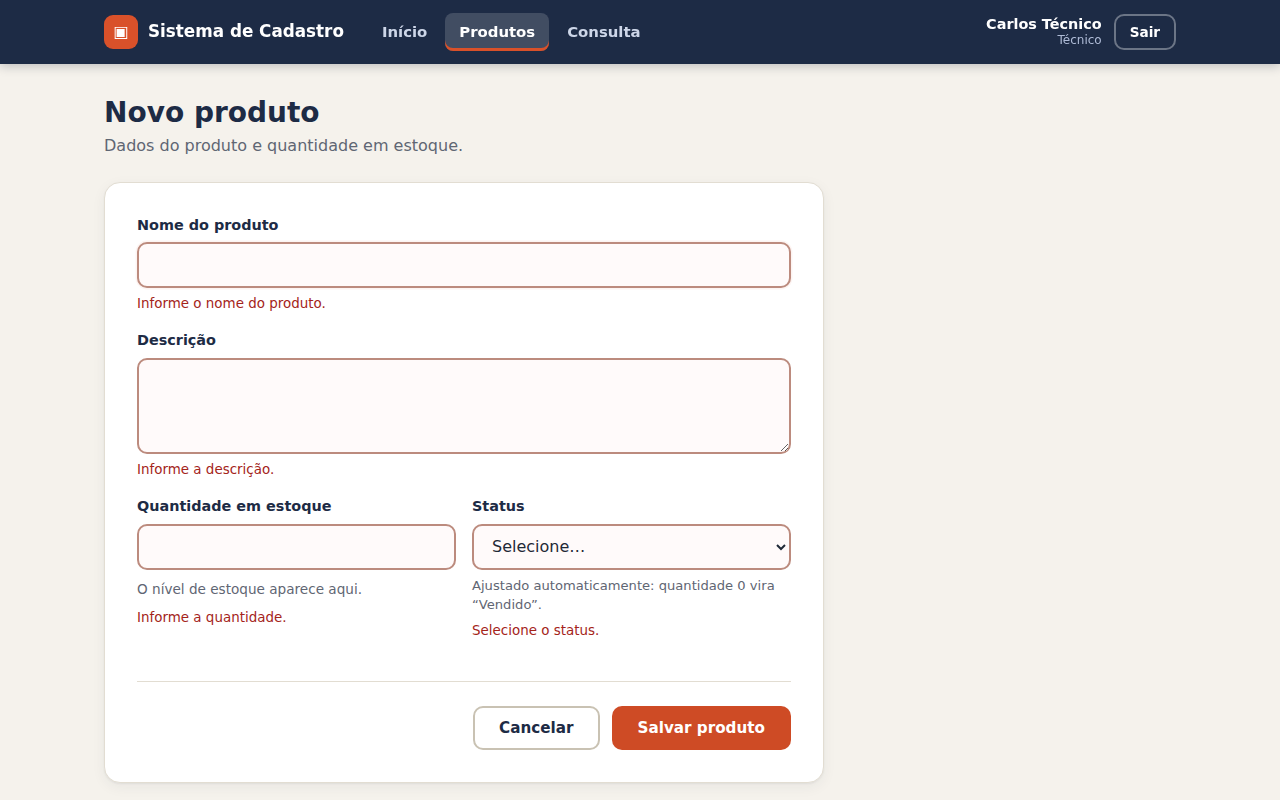 Sistema de Cadastro
Início
Produtos
Consulta
Carlos Técnico
Técnico
Sair
Novo produto
Dados do produto e quantidade em estoque.
Nome do produto
Informe o nome do produto.
Descrição
Informe a descrição.
Quantidade em estoque
O nível de estoque aparece aqui.
Informe a quantidade.
Status
Selecione…
Ajustado automaticamente: quantidade 0 vira
“Vendido”.
Selecione o status.
Cancelar
Salvar produto